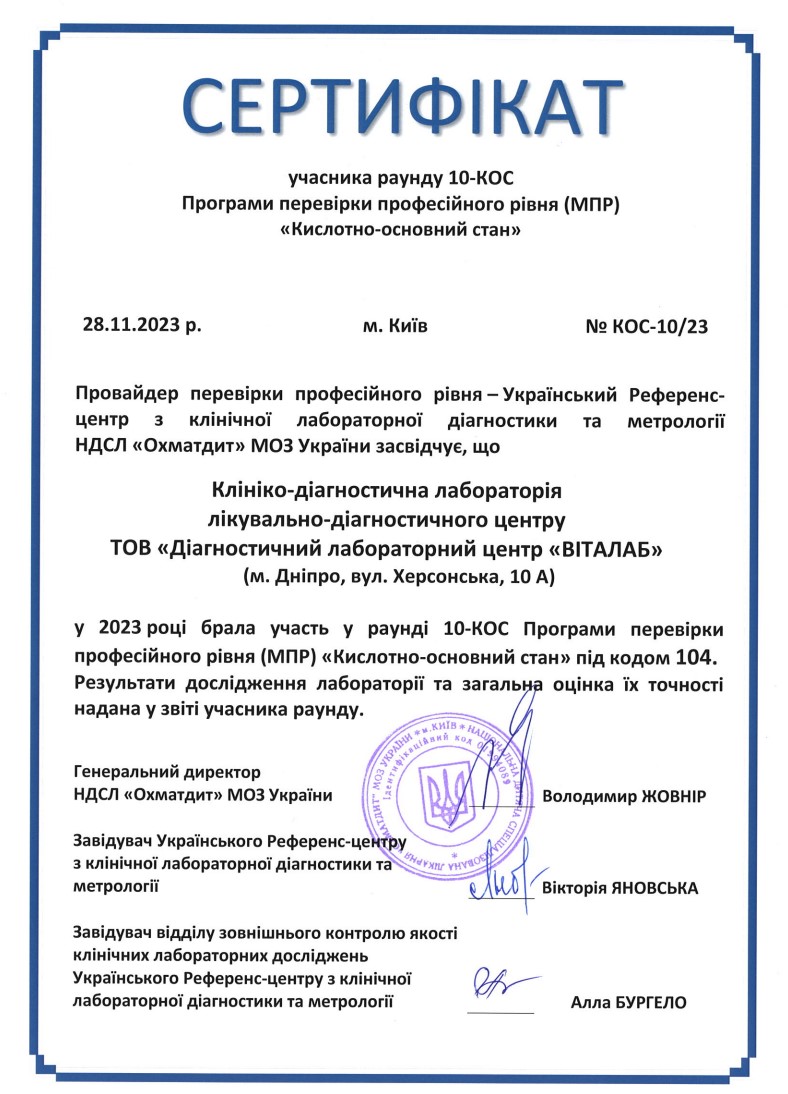 СЕРТИФІКАТ
учасника раунду 10-КОС
Програми перевірки професійного рівня (МПР)
«Кислотно-основний стан»
28.11.2023 р. м. Київ № КОС-10/23
Провайдер перевірки професійного рівня – Український Референс-
центр з клінічної лабораторної діагностики та метрології
НДСЛ «Охматдит» МОЗ України засвідчує, що
Клініко-діагностична лабораторія
лікувально-діагностичного центру
ТОВ «Діагностичний лабораторний центр «ВІТАЛАБ»
(м. Дніпро, вул. Херсонська, 10 А)
у 2023 році брала участь у раунді 10-КОС Програми перевірки
професійного рівня (МПР) «Кислотно-основний стан» під кодом 104.
Результати дослідження лабораторії та загальна оцінка їх точності
надана у звіті учасника раунду.
Генеральний директор
НДСЛ «Охматдит» МОЗ України Володимир ЖОВНІР
Завідувач Українського Референс-центру
з клінічної лабораторної діагностики та
метрології Вікторія ЯНОВСЬКА
Завідувач відділу зовнішнього контролю якості
клінічних лабораторних досліджень
Українського Референс-центру з клінічної
лабораторної діагностики та метрології Алла БУРГЕЛО
МОЗ УКРАЇНИ * м.КИЇВ * НАЦІОНАЛЬНА ДИТЯЧА СПЕЦІАЛІЗОВАНА ЛІКАРНЯ "ОХМАТДИТ"
Ідентифікаційний код